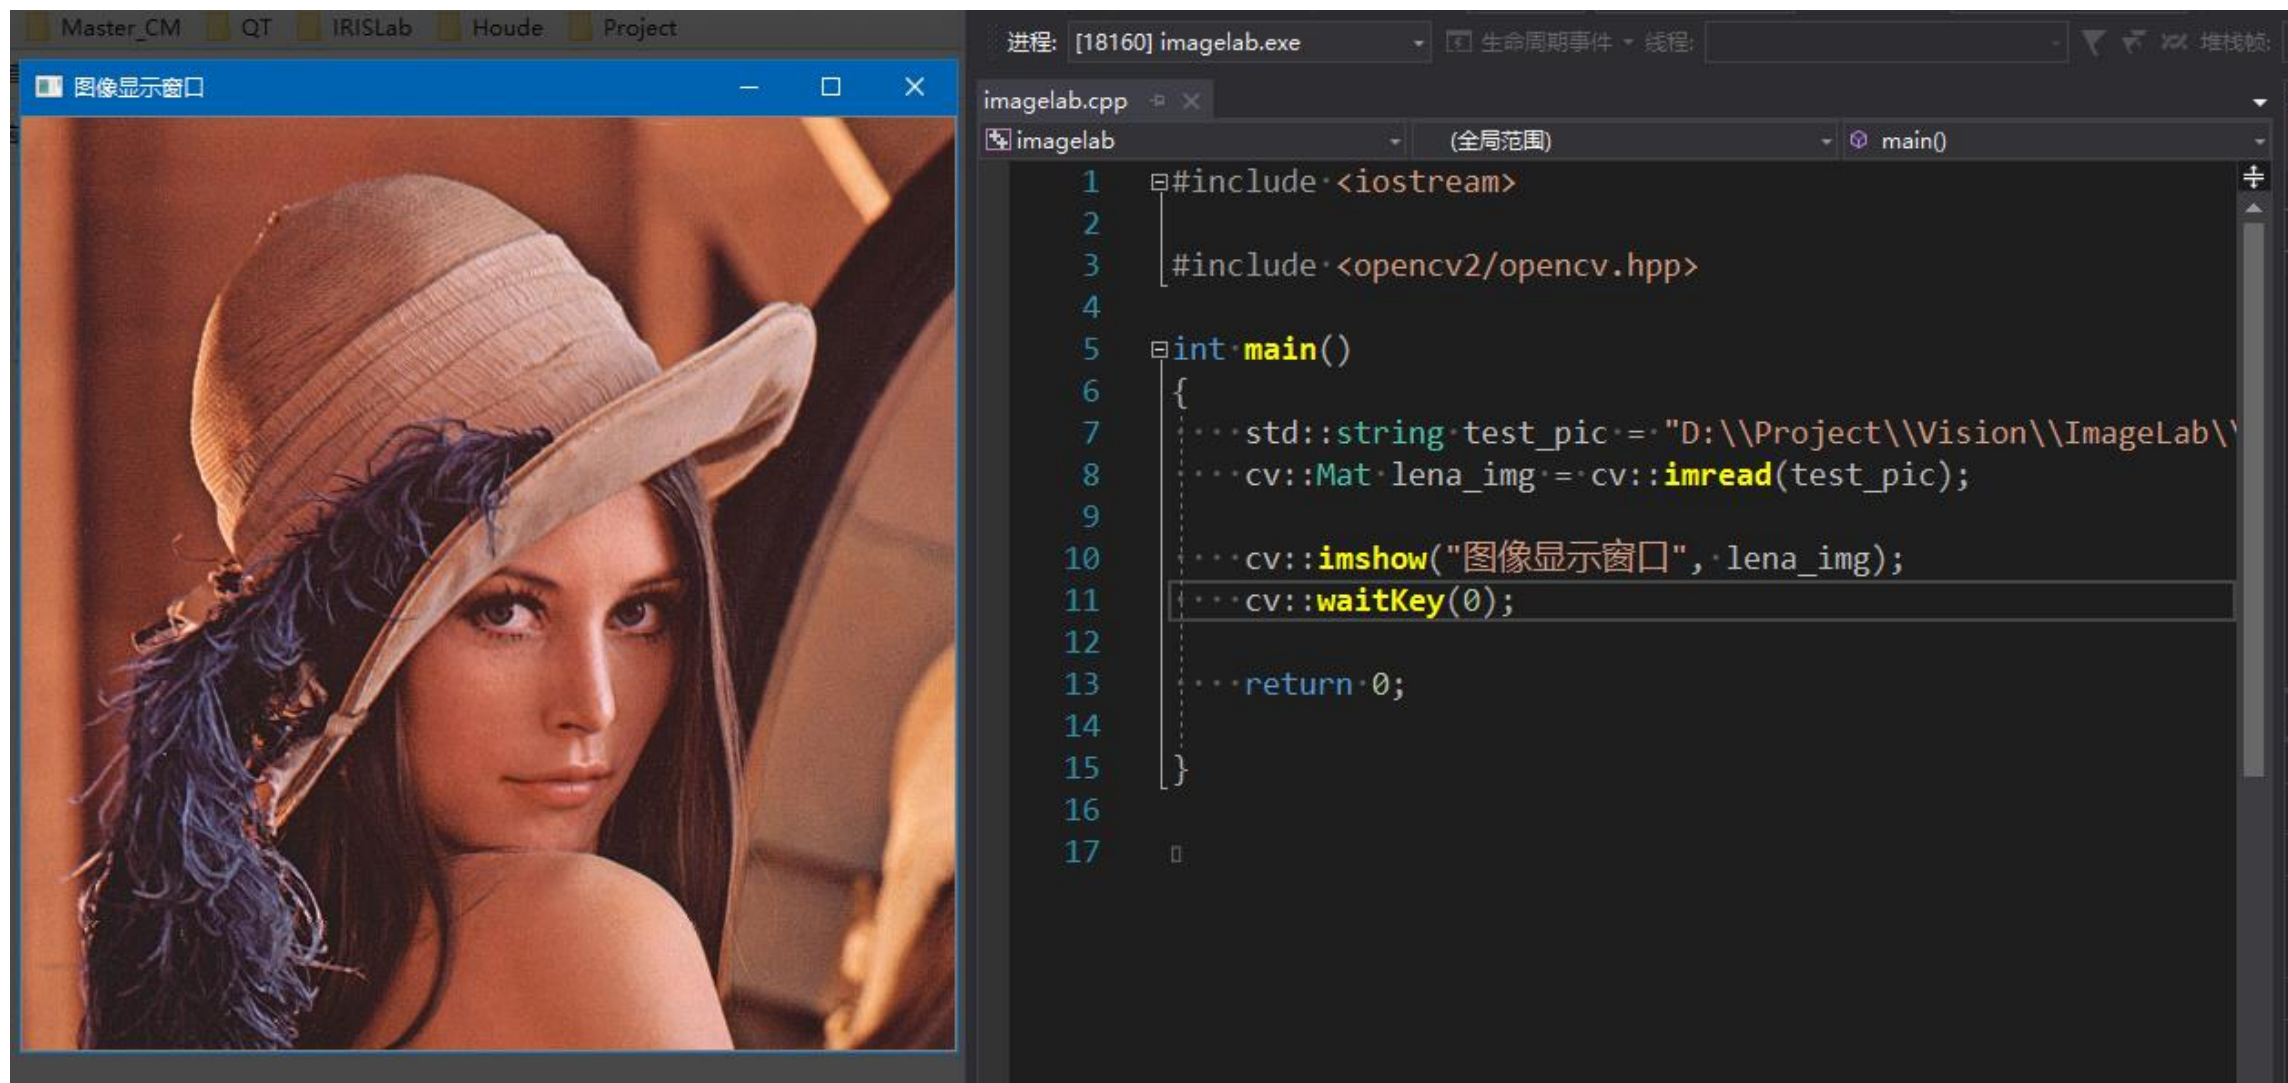 Master_CM QT IRISLab Houde Project
图像显示窗口
进程: [18160] imagelab.exe 生命周期事件 线程: 堆栈帧:
imagelab.cpp
imagelab (全局范围) main()
1 #include <iostream>
2
3 #include <opencv2/opencv.hpp>
4
5 int main()
6 {
7 std::string test_pic = "D:\\Project\\Vision\\ImageLab\\
8 cv::Mat lena_img = cv::imread(test_pic);
9
10 cv::imshow("图像显示窗口", lena_img);
11 cv::waitKey(0);
12
13 return 0;
14
15 }
16
17